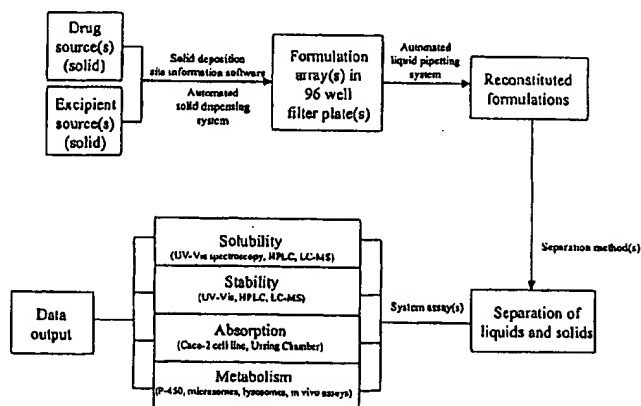 Drug
source(s)
(solid)
Excipient
source(s)
(solid)
Solid deposition
site information software
Automated
solid dispensing
system
Formulation
array(s) in
96 well
filter plate(s)
Automated
liquid pipetting
system
Reconstituted
formulations
Separation method(s)
Separation of
liquids and solids
System assay(s)
Solubility
(UV-Vis spectroscopy, HPLC, LC-MS)
Stability
(UV-Vis, HPLC, LC-MS)
Absorption
(Caco-2 cell line, Ussing Chamber)
Metabolism
(P-450, microsomes, lysosomes, in vivo assays)
Data
output